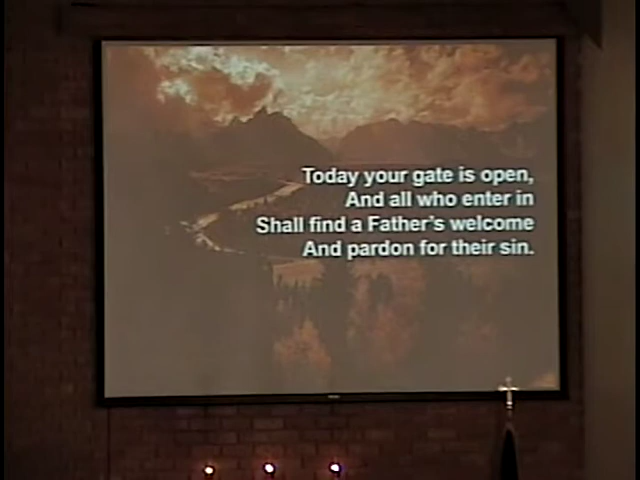 Today your gate is open,
And all who enter in
Shall find a Father's welcome
And pardon for their sin.